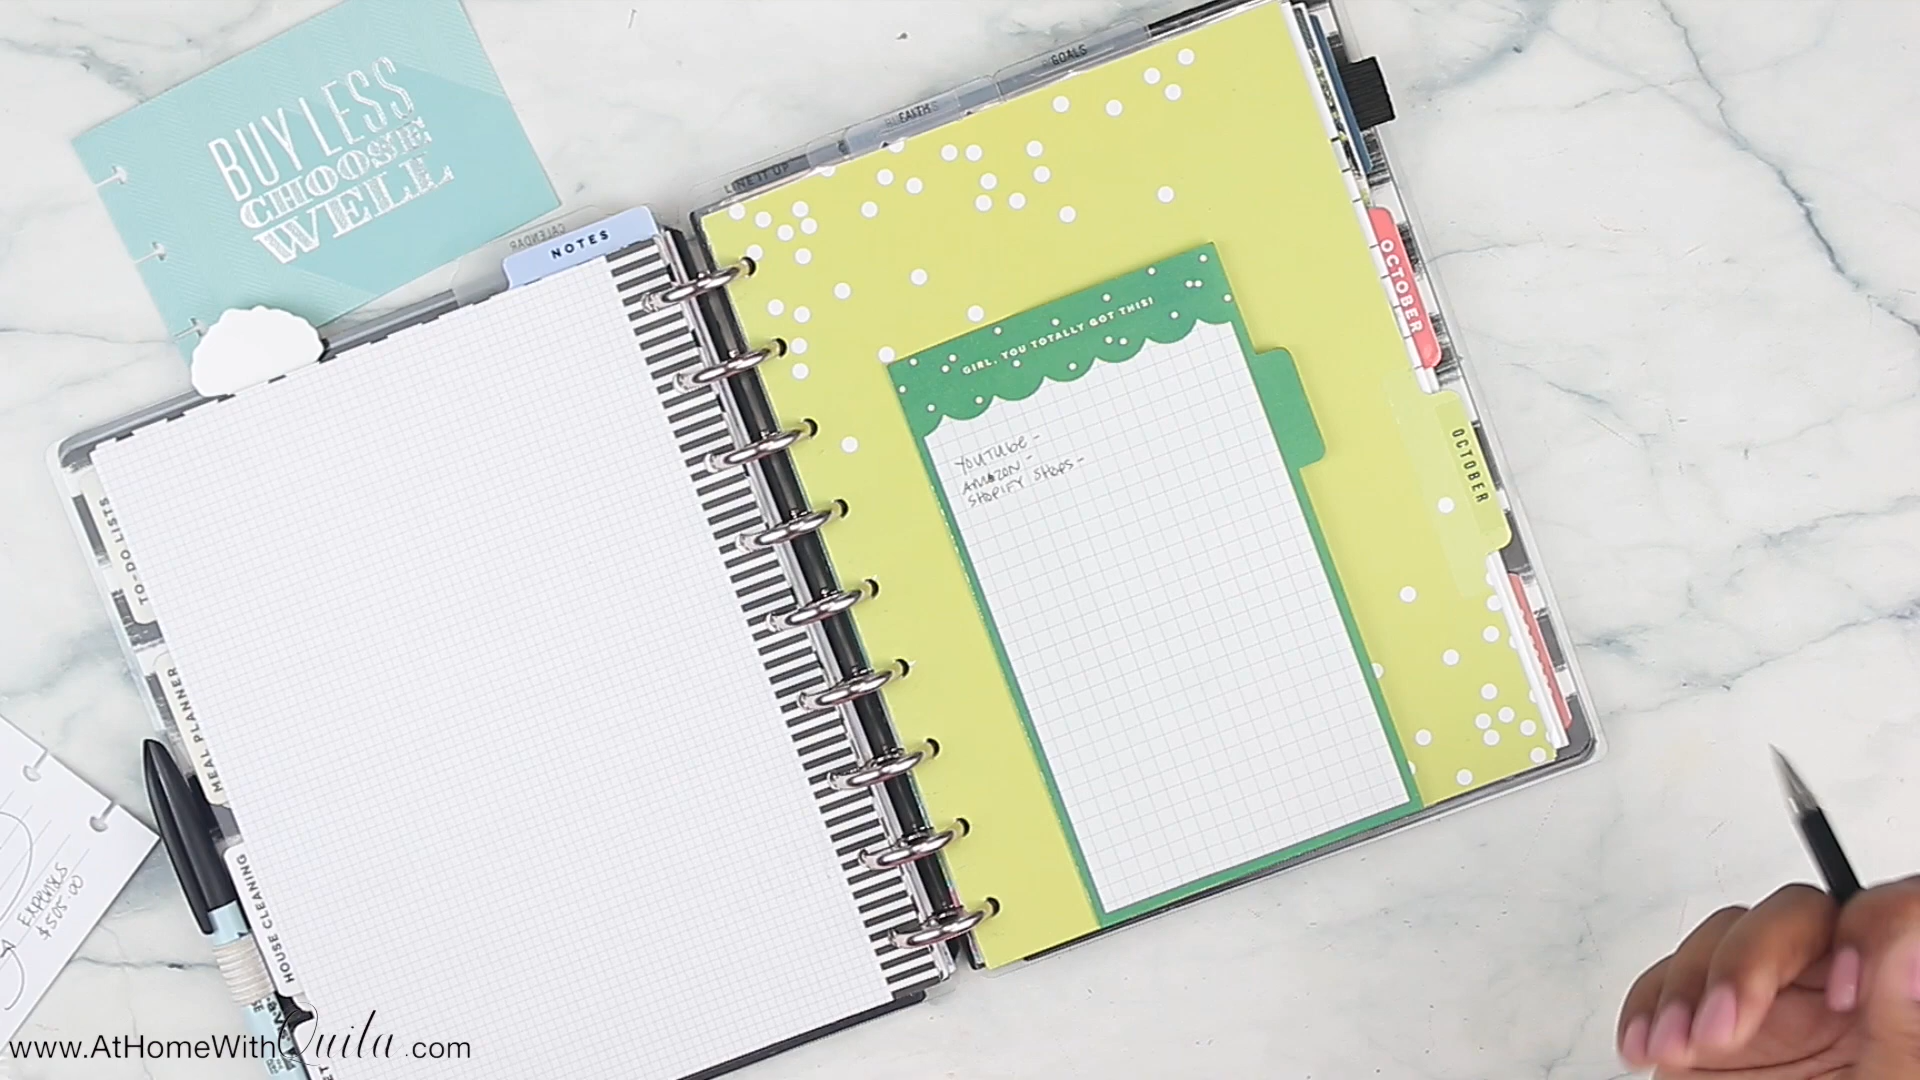 BUY LESS
CHOOSE
WELL
CALENDAR
NOTES
LINE IT UP
FAITH
GOALS
GIRL, YOU TOTALLY GOT THIS!
YOUTUBE -
AMAZON -
SHOPIFY SHOPS -
OCTOBER
OCTOBER
TO-DO LISTS
MEAL PLANNER
HOUSE CLEANING
EXPENSES
$505.00
www.AtHomeWithQuila.com